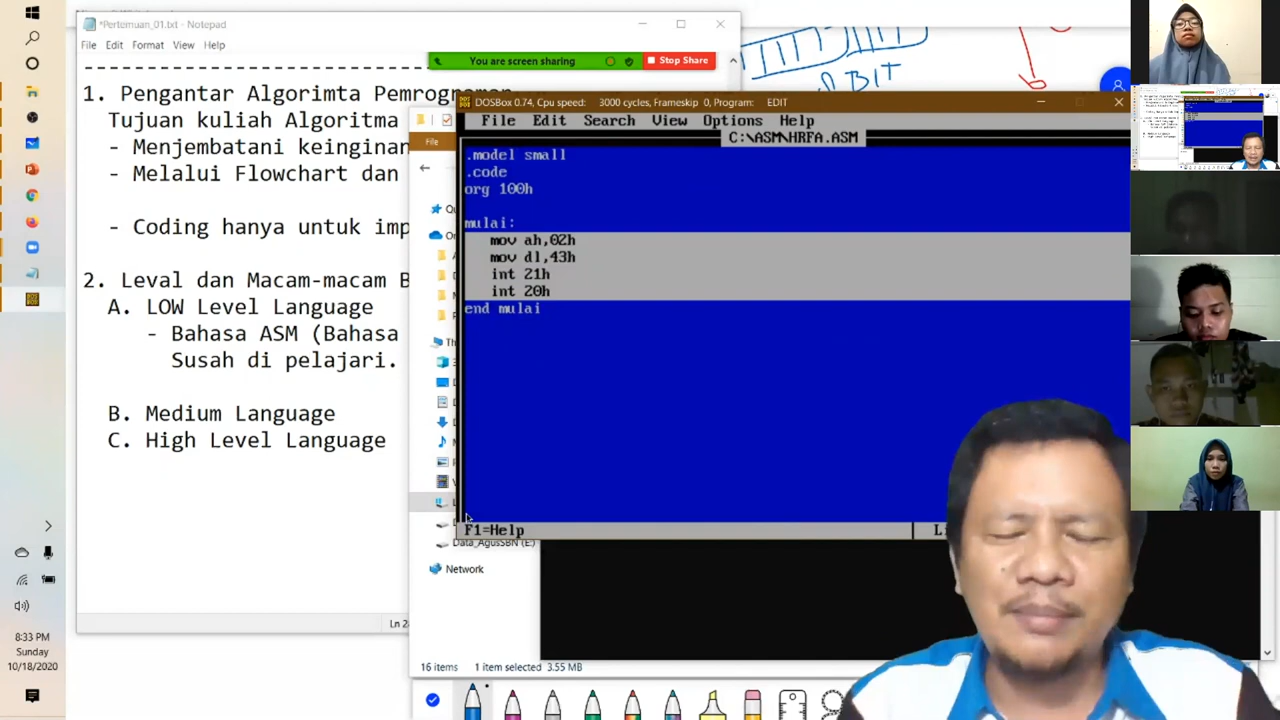 *Pertemuan_01.txt - Notepad
File Edit Format View Help
1. Pengantar Algorimta Pemrograman
Tujuan kuliah Algoritma
- Menjembatani keinginan
- Melalui Flowchart dan
- Coding hanya untuk imp
2. Leval dan Macam-macam B
A. LOW Level Language
- Bahasa ASM (Bahasa
Susah di pelajari.
B. Medium Language
C. High Level Language
Ln 2
You are screen sharing
Stop Share
8 BIT
DOSBox 0.74, Cpu speed: 3000 cycles, Frameskip 0, Program: EDIT
File Edit Search View Options Help
C:\ASM\HRFA.ASM
.model small
.code
org 100h
mulai:
mov ah,02h
mov dl,43h
int 21h
int 20h
end mulai
F1=Help
File
Data_AgusSBN (E:)
Network
16 items 1 item selected 3.55 MB
8:33 PM
Sunday
10/18/2020